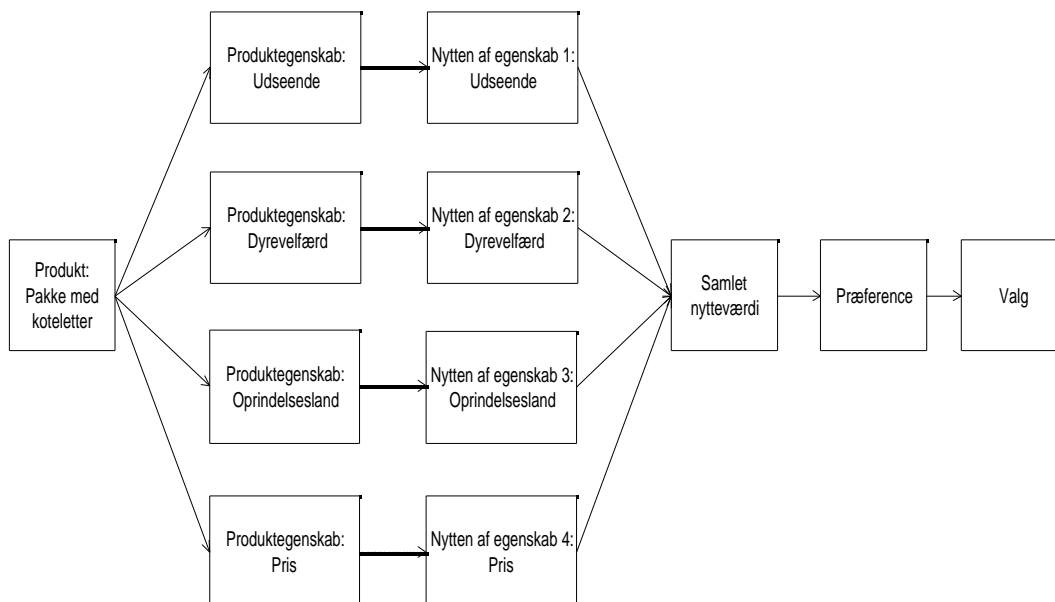 Produktegenskab:
Udseende
Nytten af egenskab 1:
Udseende
Produktegenskab:
Dyrevelfærd
Nytten af egenskab 2:
Dyrevelfærd
Produkt:
Pakke med
koteletter
Samlet
nytteværdi
Præference
Valg
Produktegenskab:
Oprindelsesland
Nytten af egenskab 3:
Oprindelsesland
Produktegenskab:
Pris
Nytten af egenskab 4:
Pris